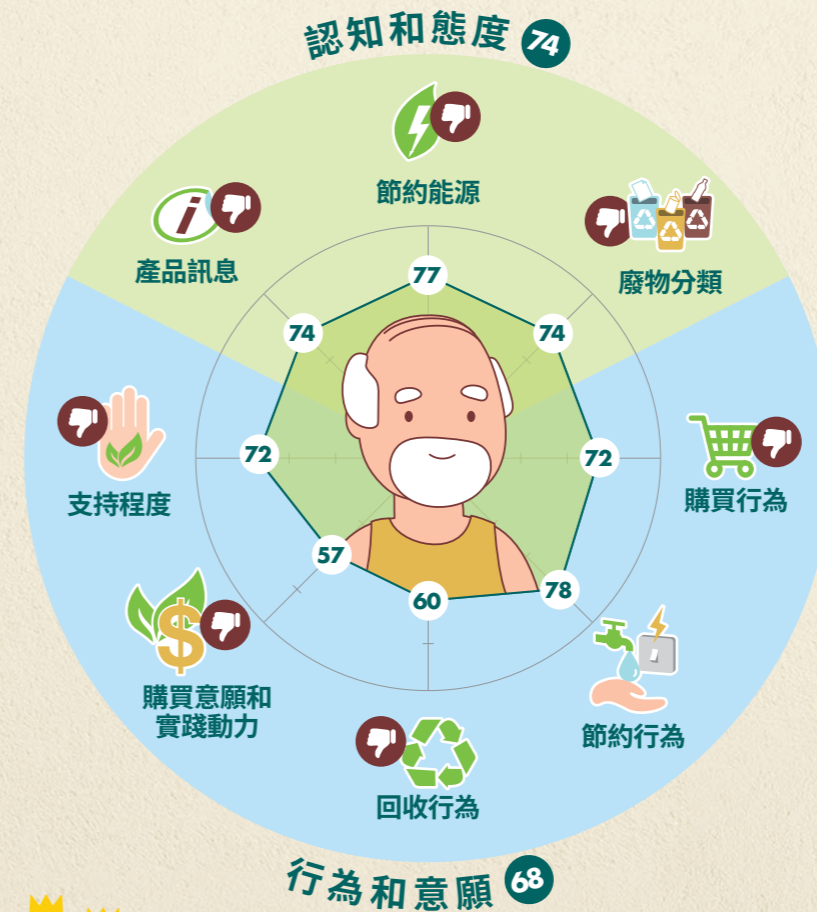 認知和態度 74
節約能源
產品訊息
廢物分類
77
74
74
支持程度
72
72
購買行為
57
60
78
購買意願和
實踐動力
節約行為
回收行為
行為和意願 68